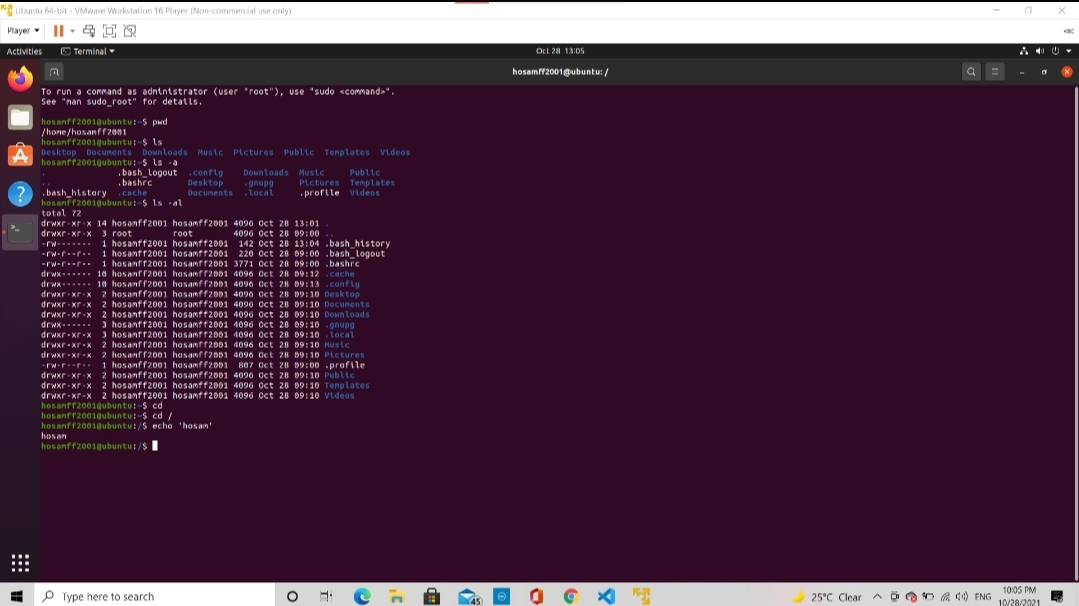 Ubuntu 64-bit - VMware Workstation 16 Player (Non-commercial use only)
Player
Activities
Terminal
Oct 28 13:05
hosamff2001@ubuntu: /
To run a command as administrator (user "root"), use "sudo <command>".
See "man sudo_root" for details.
hosamff2001@ubuntu:~$ pwd
/home/hosamff2001
hosamff2001@ubuntu:~$ ls
Desktop Documents Downloads Music Pictures Public Templates Videos
hosamff2001@ubuntu:~$ ls -a
. .bash_logout .config Downloads Music Public
.. .bashrc Desktop .gnupg Pictures Templates
.bash_history .cache Documents .local .profile Videos
hosamff2001@ubuntu:~$ ls -al
total 72
drwxr-xr-x 14 hosamff2001 hosamff2001 4096 Oct 28 13:01 .
drwxr-xr-x 3 root root 4096 Oct 28 09:00 ..
-rw------- 1 hosamff2001 hosamff2001 142 Oct 28 13:04 .bash_history
-rw-r--r-- 1 hosamff2001 hosamff2001 220 Oct 28 09:00 .bash_logout
-rw-r--r-- 1 hosamff2001 hosamff2001 3771 Oct 28 09:00 .bashrc
drwx------ 10 hosamff2001 hosamff2001 4096 Oct 28 09:12 .cache
drwx------ 10 hosamff2001 hosamff2001 4096 Oct 28 09:13 .config
drwxr-xr-x 2 hosamff2001 hosamff2001 4096 Oct 28 09:10 Desktop
drwxr-xr-x 2 hosamff2001 hosamff2001 4096 Oct 28 09:10 Documents
drwxr-xr-x 2 hosamff2001 hosamff2001 4096 Oct 28 09:10 Downloads
drwx------ 3 hosamff2001 hosamff2001 4096 Oct 28 09:10 .gnupg
drwxr-xr-x 3 hosamff2001 hosamff2001 4096 Oct 28 09:10 .local
drwxr-xr-x 2 hosamff2001 hosamff2001 4096 Oct 28 09:10 Music
drwxr-xr-x 2 hosamff2001 hosamff2001 4096 Oct 28 09:10 Pictures
-rw-r--r-- 1 hosamff2001 hosamff2001 807 Oct 28 09:00 .profile
drwxr-xr-x 2 hosamff2001 hosamff2001 4096 Oct 28 09:10 Public
drwxr-xr-x 2 hosamff2001 hosamff2001 4096 Oct 28 09:10 Templates
drwxr-xr-x 2 hosamff2001 hosamff2001 4096 Oct 28 09:10 Videos
hosamff2001@ubuntu:~$ cd
hosamff2001@ubuntu:~$ cd /
hosamff2001@ubuntu:/$ echo 'hosam'
hosam
hosamff2001@ubuntu:/$
Type here to search
45
25°C Clear
ENG
10:05 PM
10/28/2021